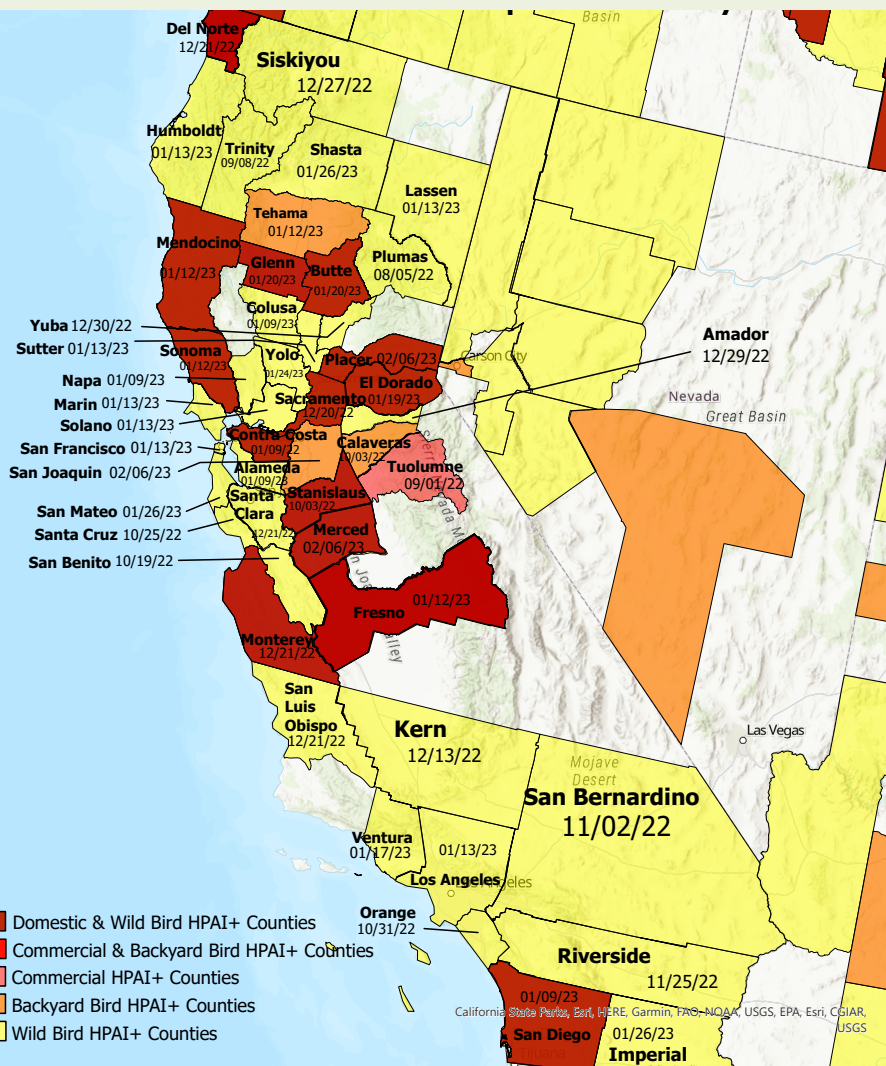 Basin
Del Norte
12/21/22
Siskiyou
12/27/22
Humboldt
01/13/23
Trinity
09/08/22
Shasta
01/26/23
Lassen
01/13/23
Tehama
01/12/23
Mendocino
01/12/23
Glenn
01/20/23
Butte
01/20/23
Plumas
08/05/22
Colusa
01/09/23
Yuba 12/30/22
Sutter 01/13/23
Sonoma
01/12/23
Yolo
01/24/23
Placer 02/06/23
Carson City
Amador
12/29/22
Napa 01/09/23
El Dorado
01/19/23
Marin 01/13/23
Sacramento
12/20/22
Solano 01/13/23
Nevada
Great Basin
San Francisco 01/13/23
Contra Costa
01/09/22
Calaveras
10/03/22
San Joaquin 02/06/23
Alameda
01/09/23
Tuolumne
09/01/22
Stanislaus
10/03/22
San Mateo 01/26/23
Santa
Clara
12/21/22
Santa Cruz 10/25/22
Merced
02/06/23
San Benito 10/19/22
Fresno 01/12/23
Monterey
12/21/22
San
Luis
Obispo
12/21/22
Kern
12/13/22
Las Vegas
Mojave
Desert
San Bernardino
11/02/22
Ventura
01/17/23
01/13/23
Los Angeles
Orange
10/31/22
Riverside
11/25/22
01/09/23
San Diego
01/26/23
Imperial
Tijuana
Domestic & Wild Bird HPAI+ Counties
Commercial & Backyard Bird HPAI+ Counties
Commercial HPAI+ Counties
Backyard Bird HPAI+ Counties
Wild Bird HPAI+ Counties
California State Parks, Esri, HERE, Garmin, FAO, NOAA, USGS, EPA, Esri, CGIAR,
USGS